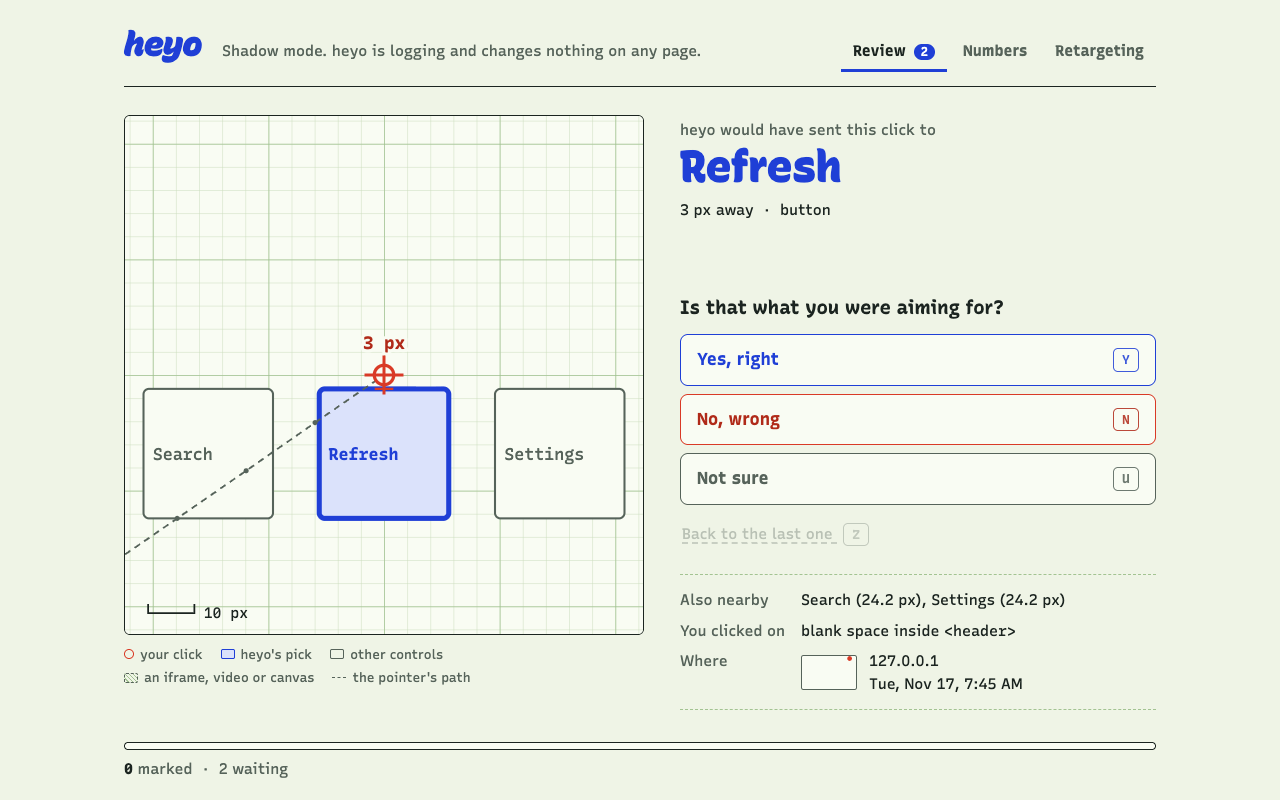 heyo
Shadow mode. heyo is logging and changes nothing on any page.
Review 2
Numbers
Retargeting
3 px
Search
Refresh
Settings
10 px
your click
heyo's pick
other controls
an iframe, video or canvas
the pointer's path
heyo would have sent this click to
Refresh
3 px away · button
Is that what you were aiming for?
Yes, right Y
No, wrong N
Not sure U
Back to the last one Z
Also nearby Search (24.2 px), Settings (24.2 px)
You clicked on blank space inside <header>
Where 127.0.0.1
Tue, Nov 17, 7:45 AM
0 marked · 2 waiting